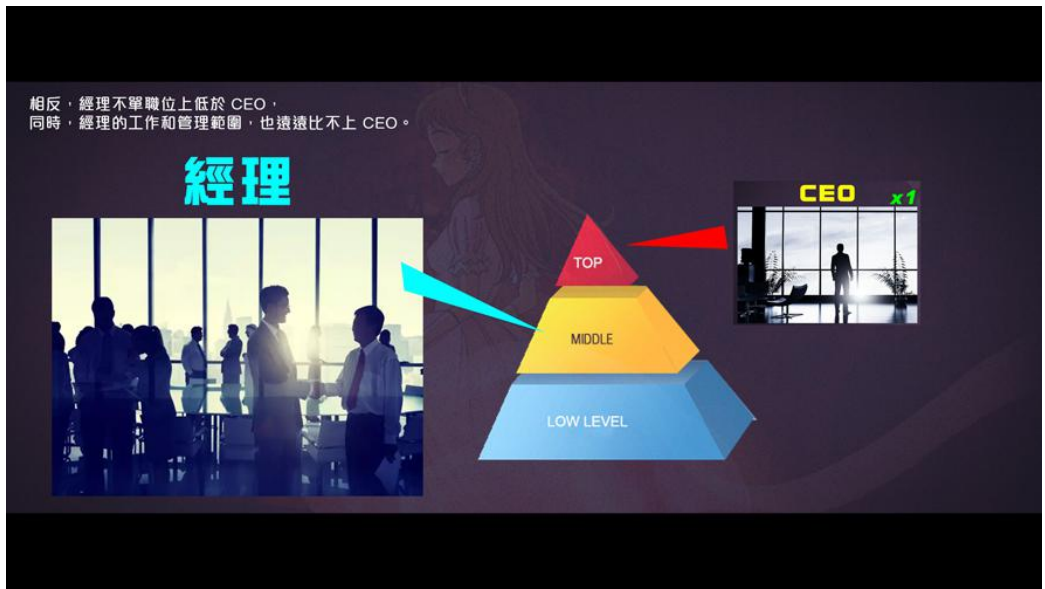 相反，經理不單職位上低於 CEO，
同時，經理的工作和管理範圍，也遠遠比不上 CEO。
經理
CEO x1
TOP
MIDDLE
LOW LEVEL